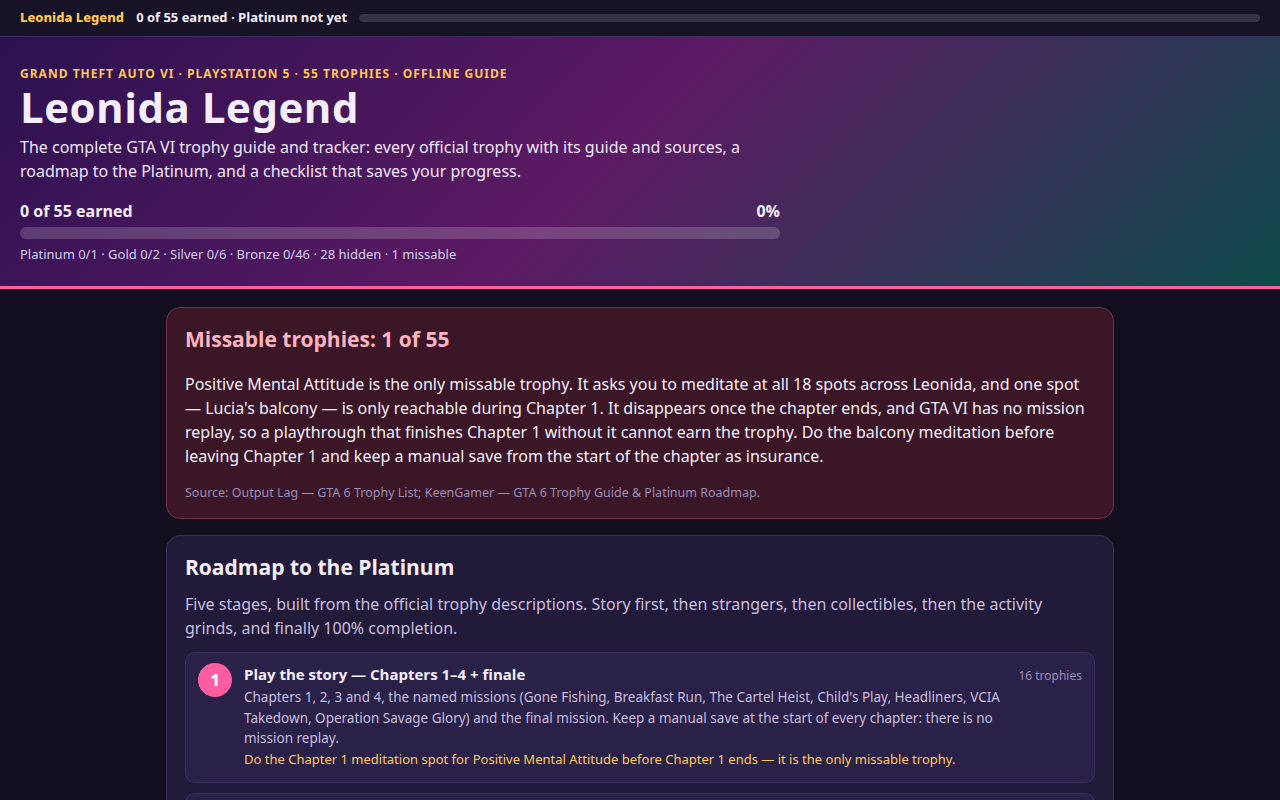 Leonida Legend 0 of 55 earned · Platinum not yet
GRAND THEFT AUTO VI · PLAYSTATION 5 · 55 TROPHIES · OFFLINE GUIDE
Leonida Legend
The complete GTA VI trophy guide and tracker: every official trophy with its guide and sources, a
roadmap to the Platinum, and a checklist that saves your progress.
0 of 55 earned 0%
Platinum 0/1 · Gold 0/2 · Silver 0/6 · Bronze 0/46 · 28 hidden · 1 missable
Missable trophies: 1 of 55
Positive Mental Attitude is the only missable trophy. It asks you to meditate at all 18 spots across Leonida, and one spot
— Lucia's balcony — is only reachable during Chapter 1. It disappears once the chapter ends, and GTA VI has no mission
replay, so a playthrough that finishes Chapter 1 without it cannot earn the trophy. Do the balcony meditation before
leaving Chapter 1 and keep a manual save from the start of the chapter as insurance.
Source: Output Lag — GTA 6 Trophy List; KeenGamer — GTA 6 Trophy Guide & Platinum Roadmap.
Roadmap to the Platinum
Five stages, built from the official trophy descriptions. Story first, then strangers, then collectibles, then the activity
grinds, and finally 100% completion.
1 Play the story — Chapters 1–4 + finale 16 trophies
Chapters 1, 2, 3 and 4, the named missions (Gone Fishing, Breakfast Run, The Cartel Heist, Child's Play, Headliners, VCIA
Takedown, Operation Savage Glory) and the final mission. Keep a manual save at the start of every chapter: there is no
mission replay.
Do the Chapter 1 meditation spot for Positive Mental Attitude before Chapter 1 ends — it is the only missable trophy.